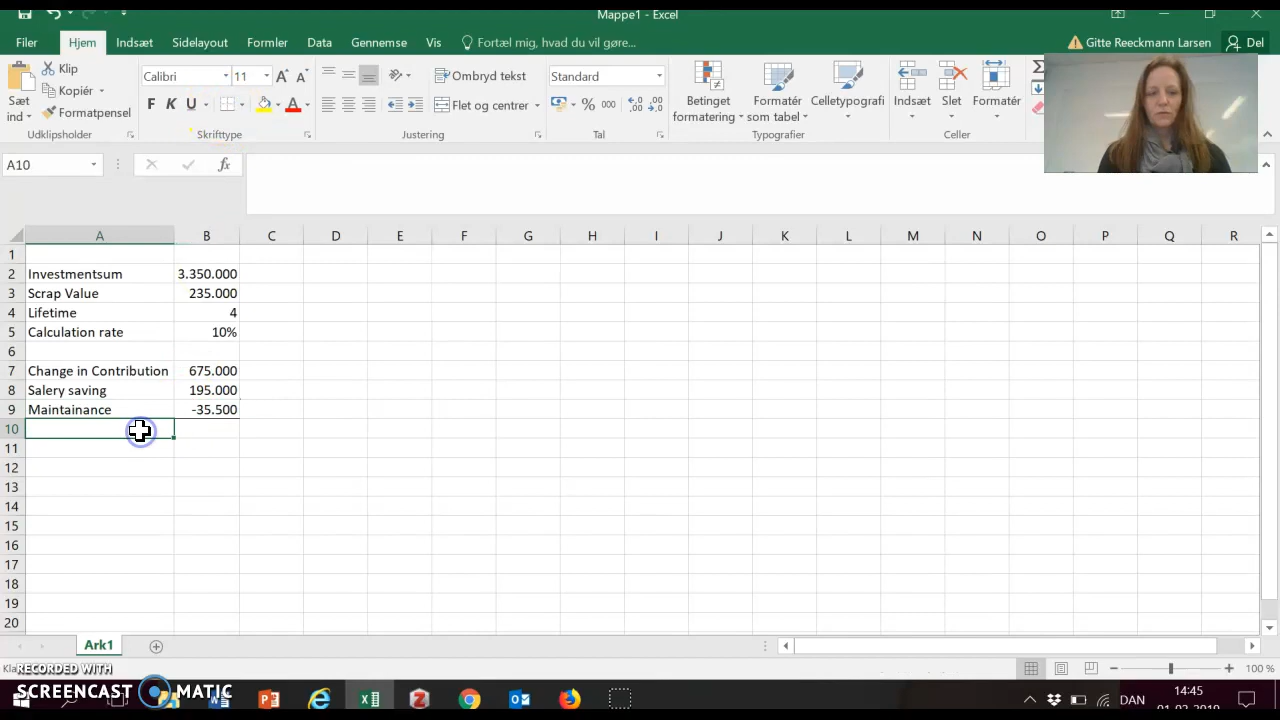 Mappe1 - Excel
Filer Hjem Indsæt Sidelayout Formler Data Gennemse Vis Fortæl mig, hvad du vil gøre... Gitte Reeckmann Larsen Del
Sæt ind
Klip
Kopiér
Formatpensel
Calibri 11
F K U
Ombryd tekst
Flet og centrer
Standard
% 000
Betinget formatering
Formatér som tabel
Celletypografi
Indsæt Slet Formatér
Udklipsholder Skrifttype Justering Tal Typografier Celler
A10 fx
A B C D E F G H I J K L M N O P Q R
1
2 Investmentsum 3.350.000
3 Scrap Value 235.000
4 Lifetime 4
5 Calculation rate 10%
6
7 Change in Contribution 675.000
8 Salery saving 195.000
9 Maintainance -35.500
10
11
12
13
14
15
16
17
18
19
20
Ark1
100 %
RECORDED WITH
SCREENCAST MATIC
DAN
14:45